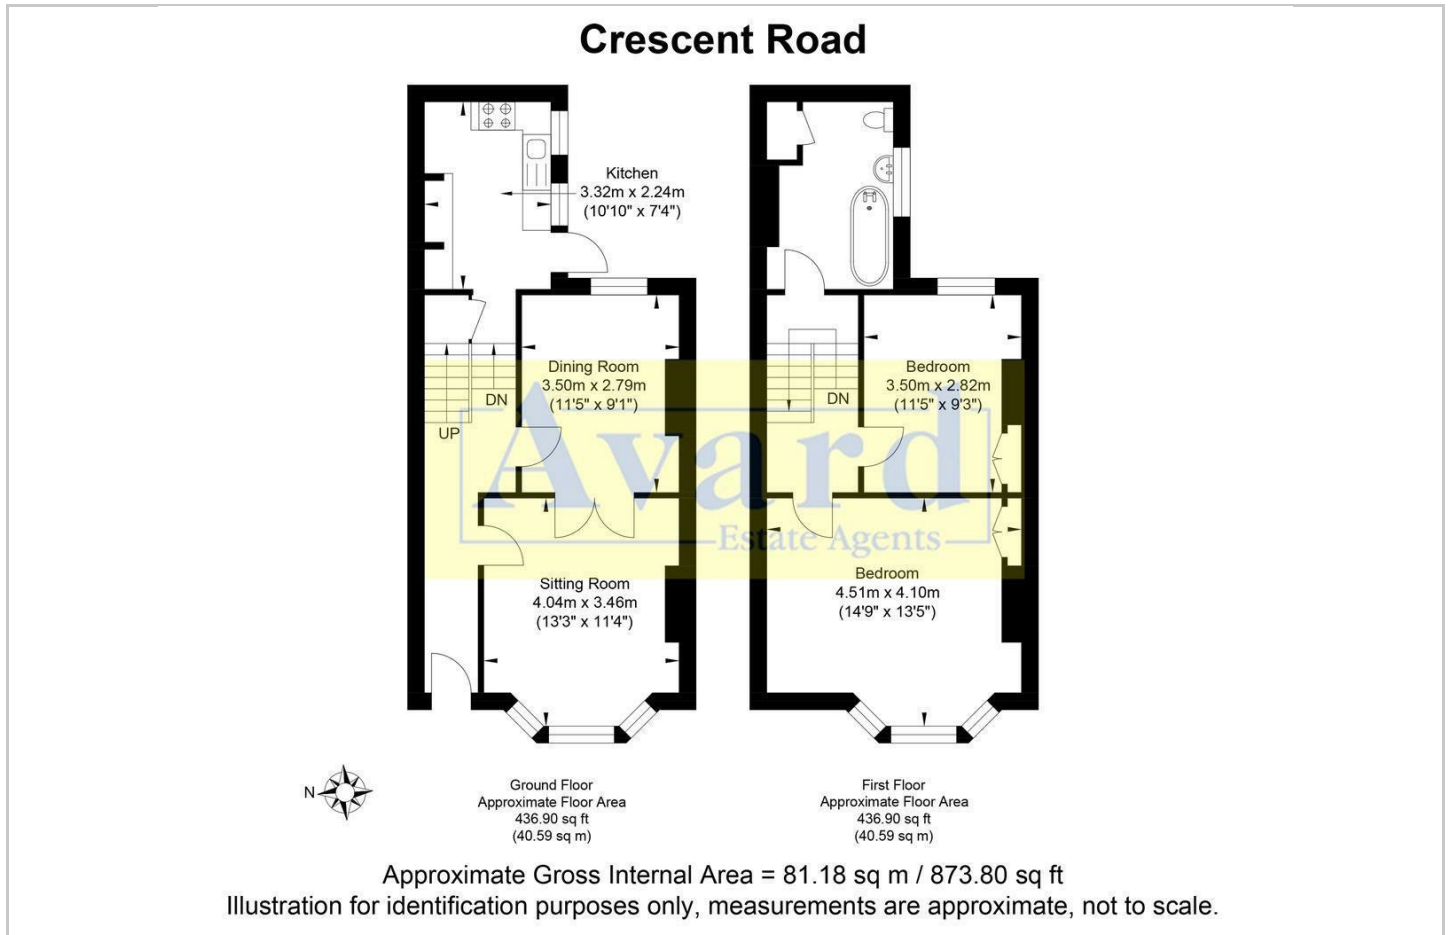 Crescent Road
Kitchen
3.32m x 2.24m
(10'10" x 7'4")
Dining Room
3.50m x 2.79m
(11'5" x 9'1")
DN
UP
Sitting Room
4.04m x 3.46m
(13'3" x 11'4")
Bedroom
3.50m x 2.82m
(11'5" x 9'3")
DN
Bedroom
4.51m x 4.10m
(14'9" x 13'5")
Avard
Estate Agents
N
Ground Floor
Approximate Floor Area
436.90 sq ft
(40.59 sq m)
First Floor
Approximate Floor Area
436.90 sq ft
(40.59 sq m)
Approximate Gross Internal Area = 81.18 sq m / 873.80 sq ft
Illustration for identification purposes only, measurements are approximate, not to scale.